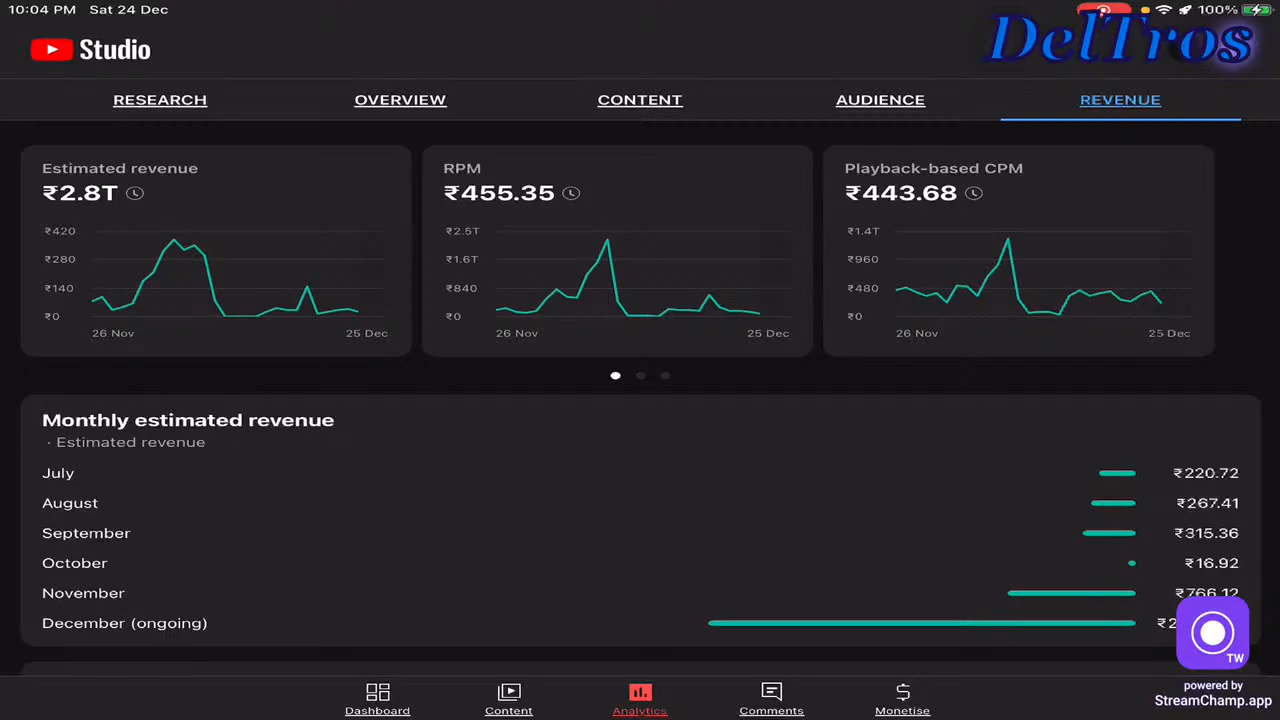 10:04 PM Sat 24 Dec
100%
Studio
DelTros
RESEARCH OVERVIEW CONTENT AUDIENCE REVENUE
Estimated revenue
₹2.8T
₹420
₹280
₹140
₹0
26 Nov 25 Dec
RPM
₹455.35
₹2.5T
₹1.6T
₹840
₹0
26 Nov 25 Dec
Playback-based CPM
₹443.68
₹1.4T
₹960
₹480
₹0
26 Nov 25 Dec
Monthly estimated revenue
· Estimated revenue
July ₹220.72
August ₹267.41
September ₹315.36
October ₹16.92
November ₹766.12
December (ongoing)
TW
powered by
StreamChamp.app
Dashboard Content Analytics Comments Monetise